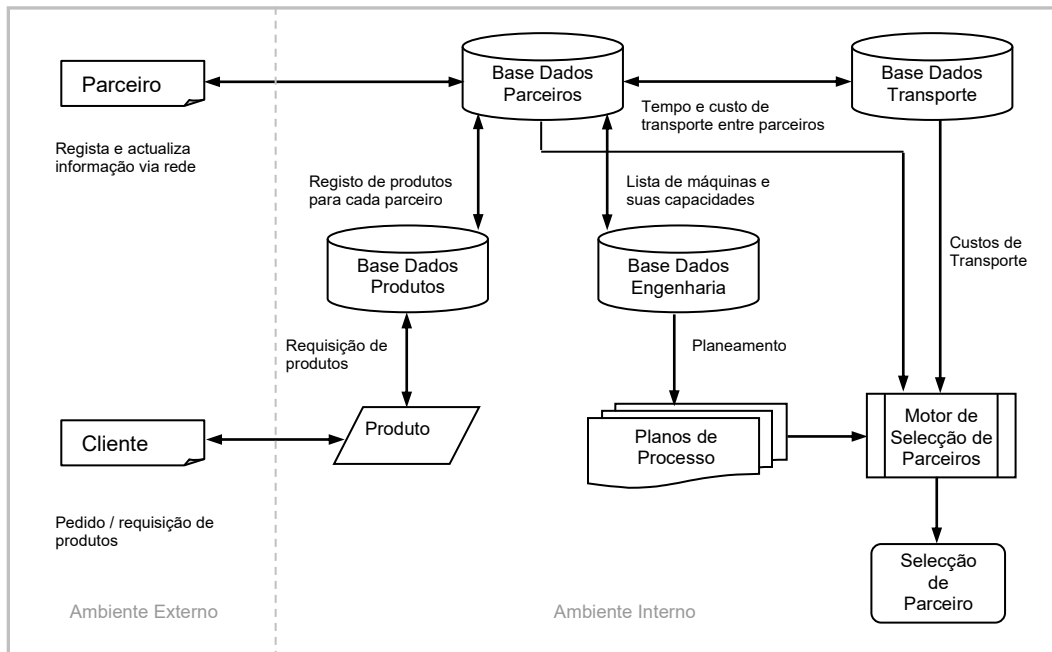 Parceiro
Base Dados
Parceiros
Base Dados
Transporte
Tempo e custo de
transporte entre parceiros
Regista e actualiza
informação via rede
Registo de produtos
para cada parceiro
Lista de máquinas e
suas capacidades
Base Dados
Produtos
Base Dados
Engenharia
Custos de
Transporte
Requisição de
produtos
Planeamento
Cliente
Produto
Planos de
Processo
Motor de
Selecção de
Parceiros
Pedido / requisição de
produtos
Selecção
de
Parceiro
Ambiente Externo
Ambiente Interno